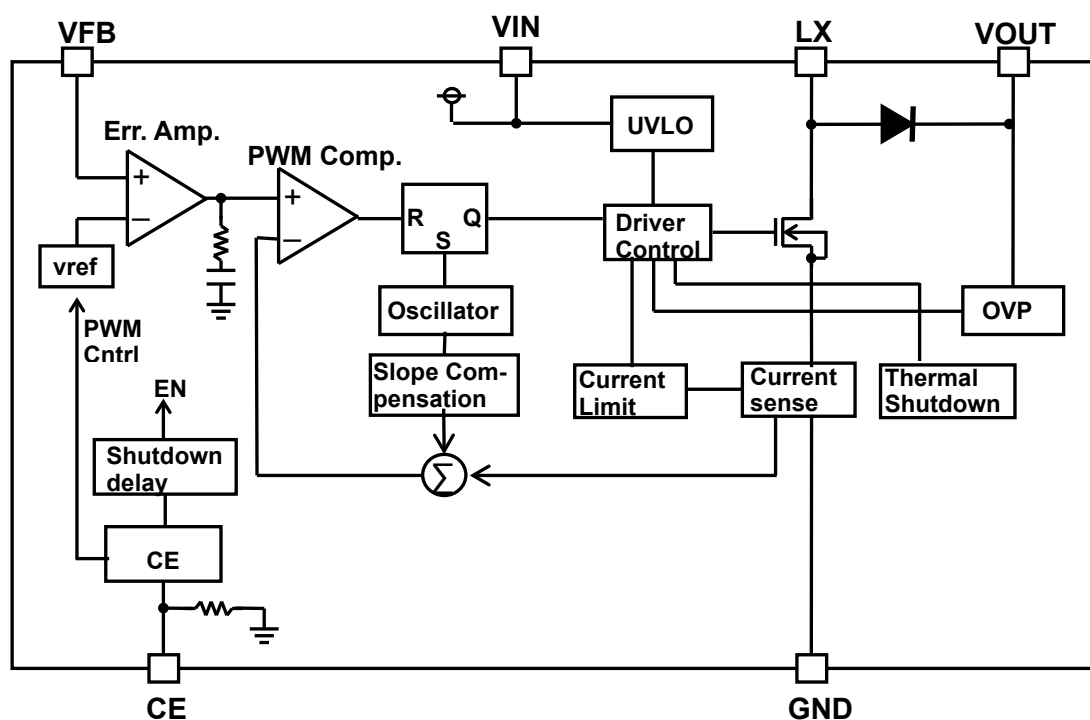 VFB
VIN
LX
VOUT
Err. Amp.
UVLO
PWM Comp.
+
−
+
−
R
Q
S
Driver
Control
vref
Oscillator
OVP
PWM
Cntrl
Slope Com-
pensation
Current
Limit
Current
sense
Thermal
Shutdown
EN
Shutdown
delay
Σ
CE
CE
GND